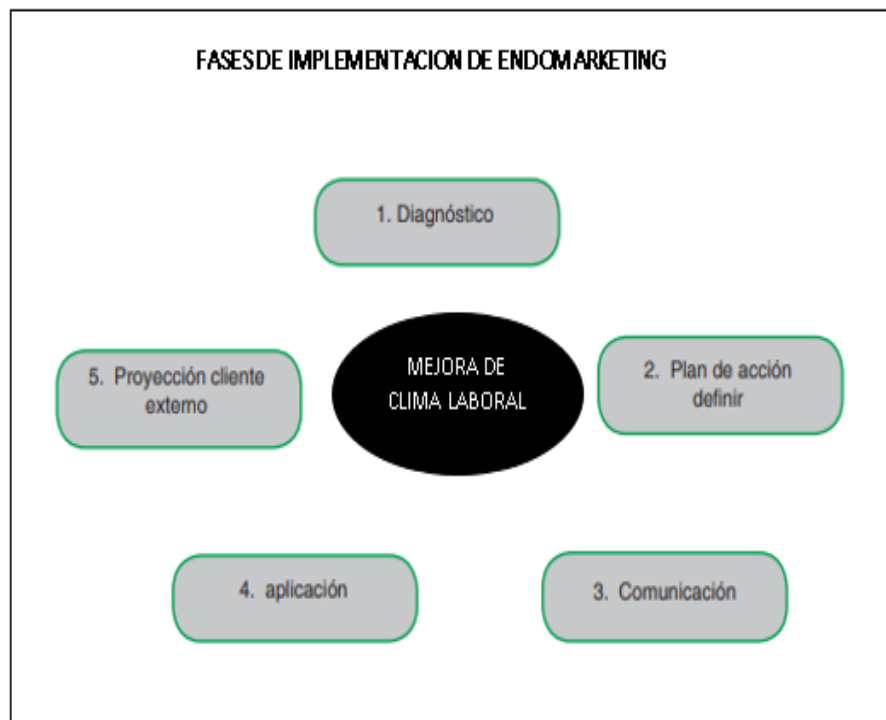 FASES DE IMPLEMENTACION DE ENDOMARKETING
1. Diagnóstico
MEJORA DE
CLIMA LABORAL
2. Plan de acción
definir
3. Comunicación
4. aplicación
5. Proyección cliente
externo